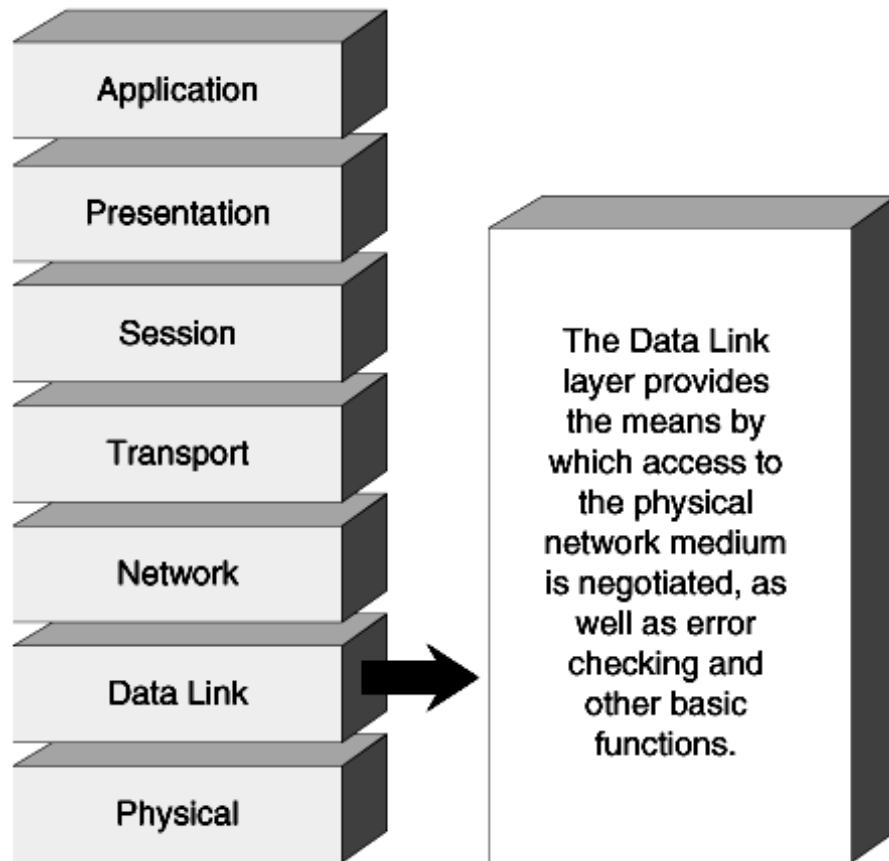 Application
Presentation
Session
Transport
Network
Data Link
Physical
The Data Link
layer provides
the means by
which access to
the physical
network medium
is negotiated, as
well as error
checking and
other basic
functions.